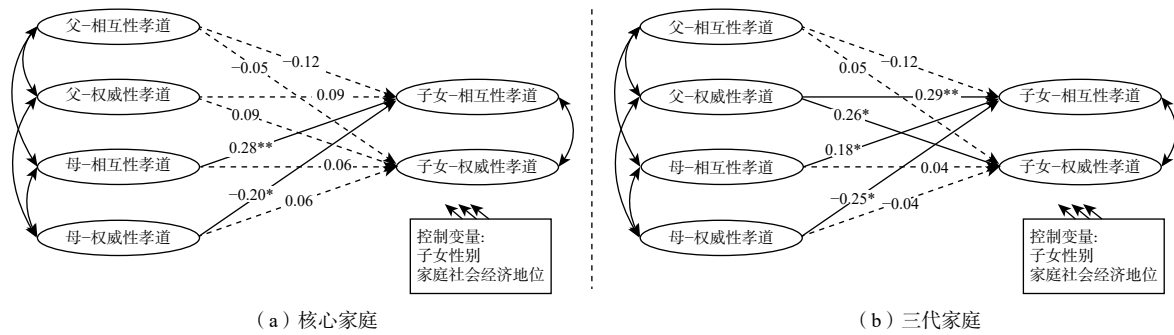 父−相互性孝道
父−权威性孝道
母−相互性孝道
母−权威性孝道
−0.12
−0.05
0.09
0.09
0.28**
0.06
−0.20*
0.06
子女−相互性孝道
子女−权威性孝道
控制变量:
子女性别
家庭社会经济地位
（a）核心家庭
父−相互性孝道
父−权威性孝道
母−相互性孝道
母−权威性孝道
−0.12
0.05
0.29**
0.26*
0.18*
0.04
−0.25*
−0.04
子女−相互性孝道
子女−权威性孝道
控制变量:
子女性别
家庭社会经济地位
（b）三代家庭